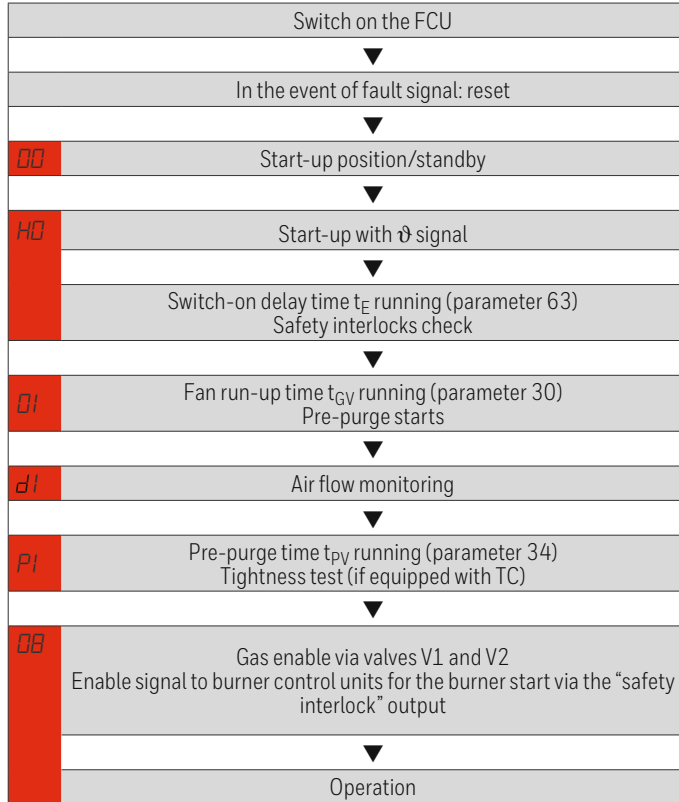 Switch on the FCU
▼
In the event of fault signal: reset
▼
00 Start-up position/standby
▼
H0 Start-up with ϑ signal
▼
Switch-on delay time tE running (parameter 63)
Safety interlocks check
▼
01 Fan run-up time tGV running (parameter 30)
Pre-purge starts
▼
d1 Air flow monitoring
▼
P1 Pre-purge time tPV running (parameter 34)
Tightness test (if equipped with TC)
▼
08 Gas enable via valves V1 and V2
Enable signal to burner control units for the burner start via the “safety
interlock” output
▼
Operation